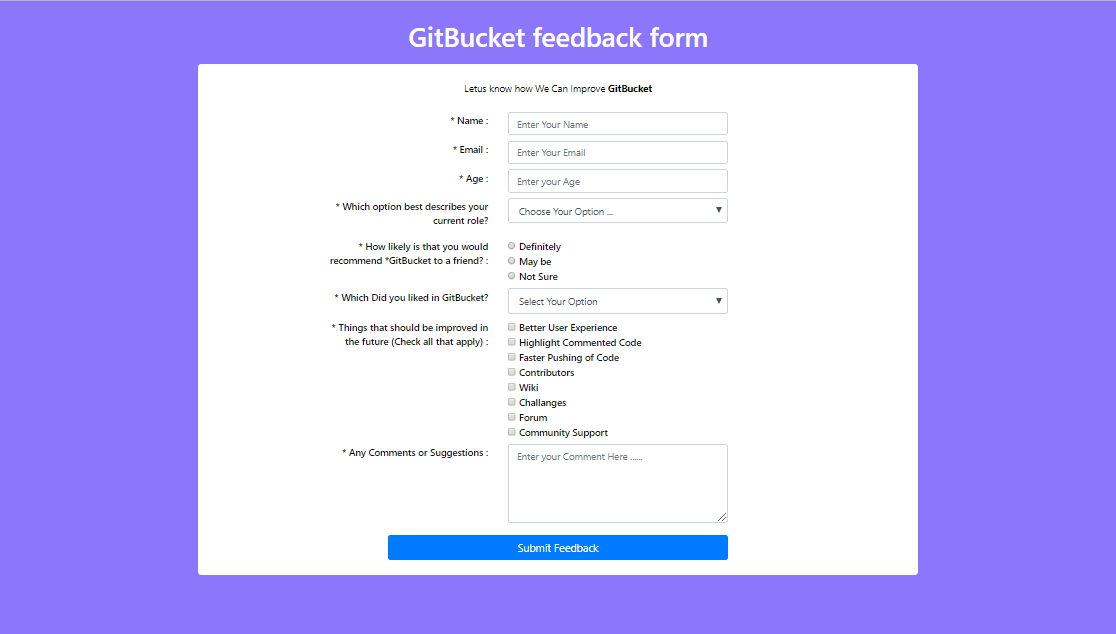 GitBucket feedback form
Letus know how We Can Improve GitBucket
* Name :
Enter Your Name
* Email :
Enter Your Email
* Age :
Enter your Age
* Which option best describes your
current role?
Choose Your Option ...
* How likely is that you would
recommend *GitBucket to a friend? :
Definitely
May be
Not Sure
* Which Did you liked in GitBucket?
Select Your Option
* Things that should be improved in
the future (Check all that apply) :
Better User Experience
Highlight Commented Code
Faster Pushing of Code
Contributors
Wiki
Challanges
Forum
Community Support
* Any Comments or Suggestions :
Enter your Comment Here ......
Submit Feedback